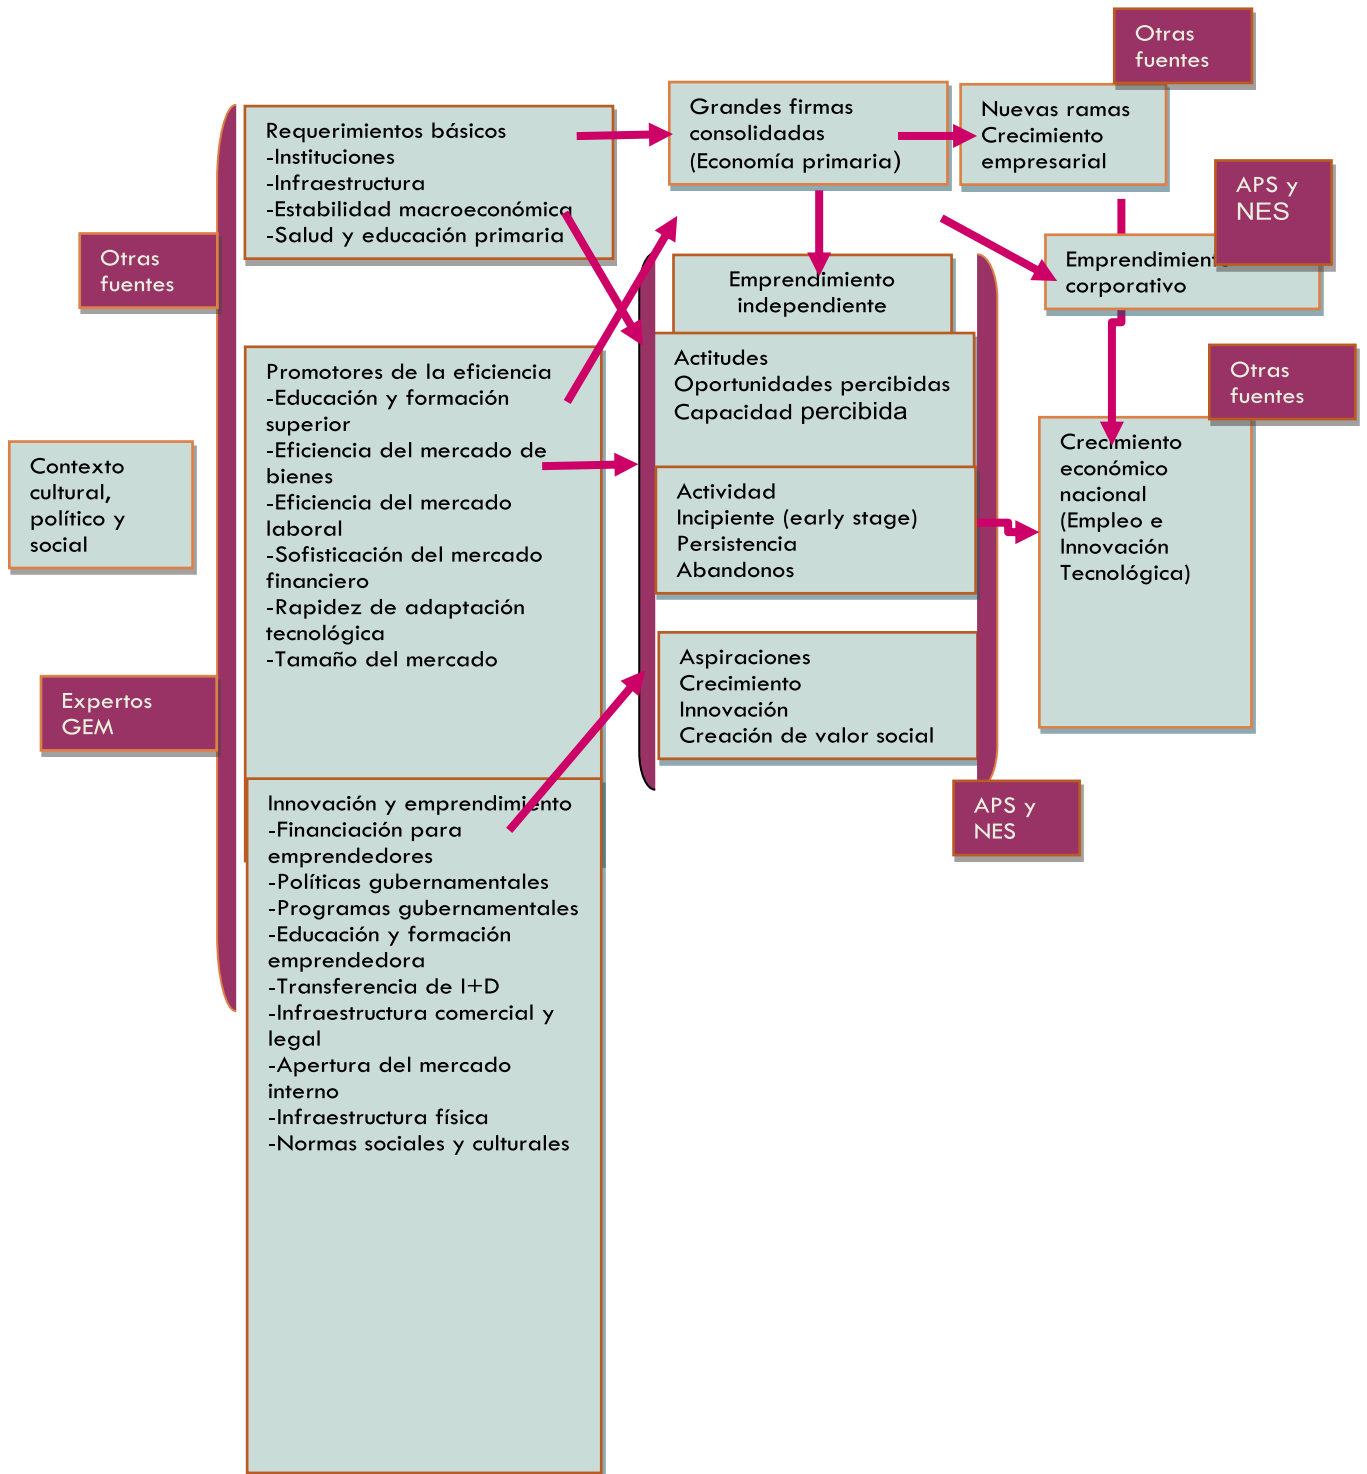 Otras
fuentes
Grandes firmas
consolidadas
(Economía primaria)
Nuevas ramas
Crecimiento
empresarial
Requerimientos básicos
-Instituciones
-Infraestructura
-Estabilidad macroeconómica
-Salud y educación primaria
APS y
NES
Otras
fuentes
Emprendimiento
corporativo
Emprendimiento
independiente
Actitudes
Oportunidades percibidas
Capacidad percibida
Otras
fuentes
Promotores de la eficiencia
-Educación y formación
superior
-Eficiencia del mercado de
bienes
-Eficiencia del mercado
laboral
-Sofisticación del mercado
financiero
-Rapidez de adaptación
tecnológica
-Tamaño del mercado
Contexto
cultural,
político y
social
Actividad
Incipiente (early stage)
Persistencia
Abandonos
Crecimiento
económico
nacional
(Empleo e
Innovación
Tecnológica)
Aspiraciones
Crecimiento
Innovación
Creación de valor social
Expertos
GEM
APS y
NES
Innovación y emprendimiento
-Financiación para
emprendedores
-Políticas gubernamentales
-Programas gubernamentales
-Educación y formación
emprendedora
-Transferencia de I+D
-Infraestructura comercial y
legal
-Apertura del mercado
interno
-Infraestructura física
-Normas sociales y culturales